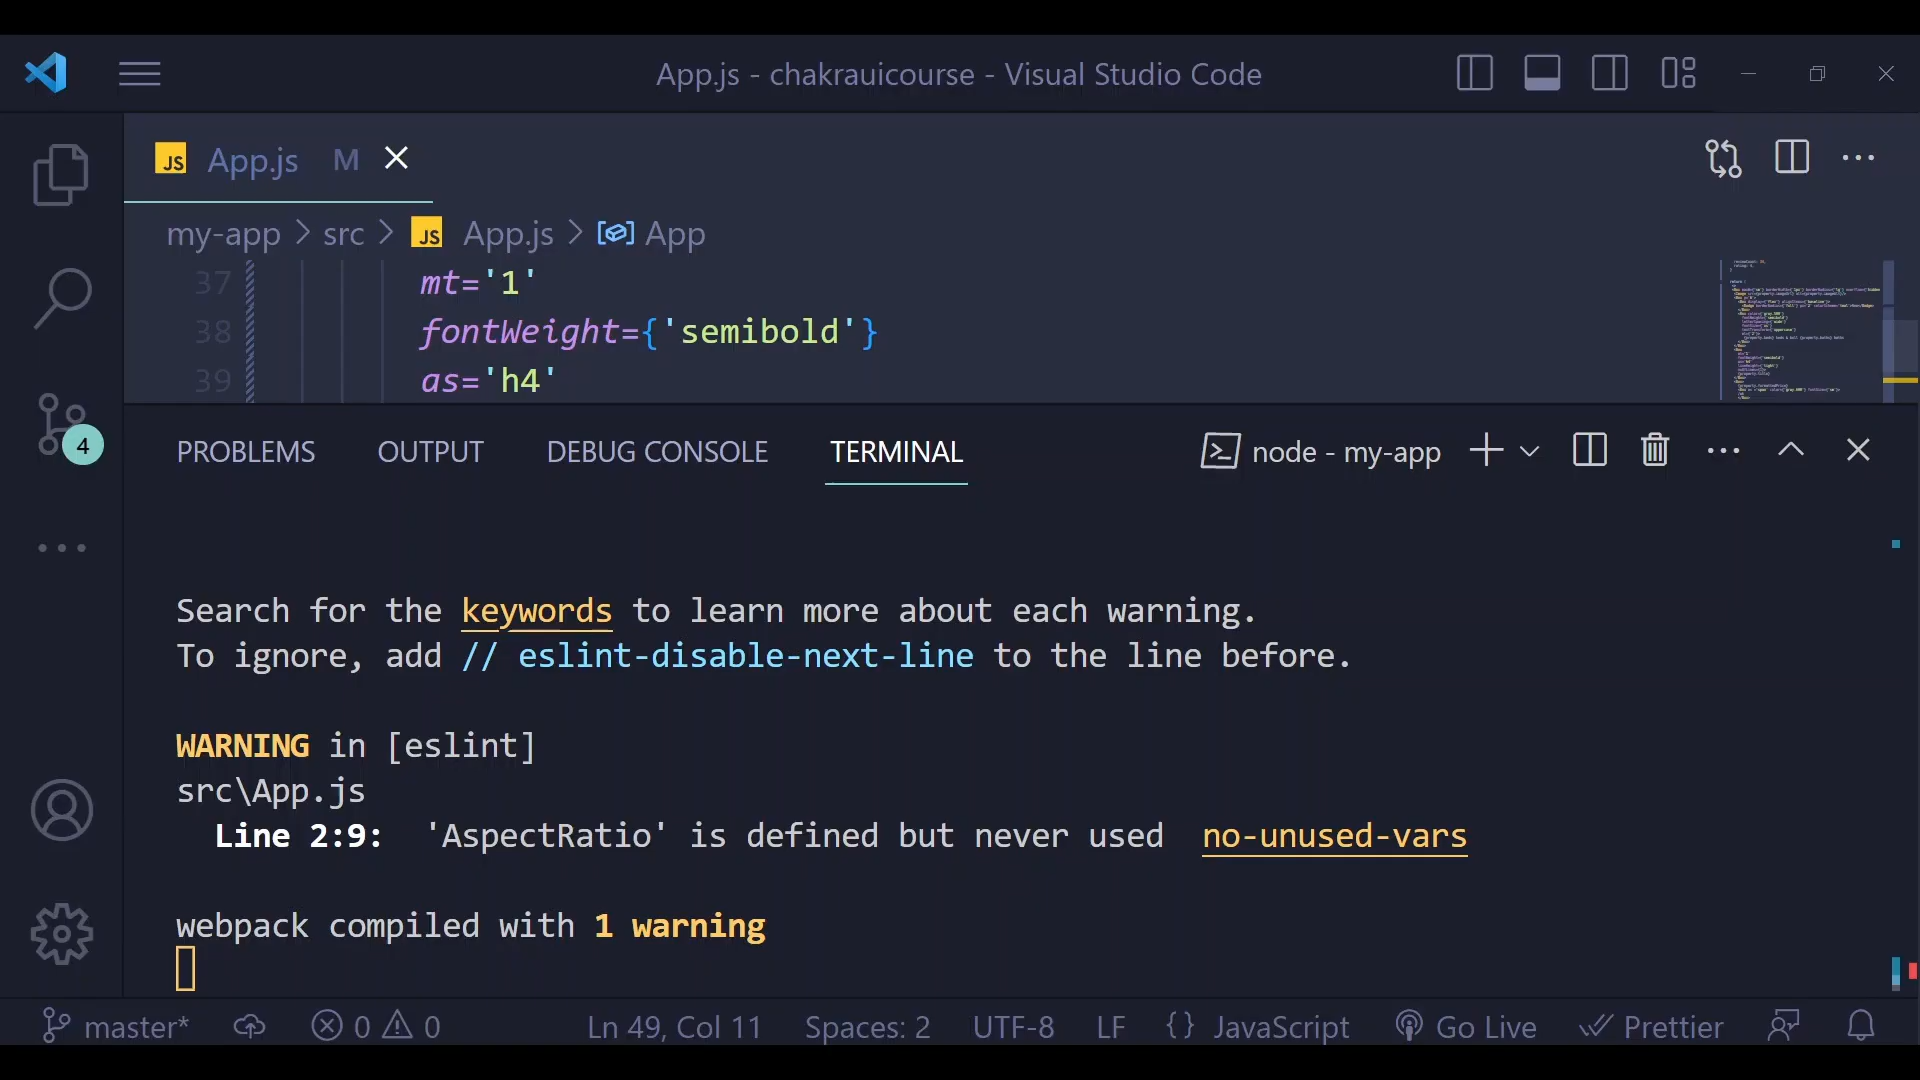 App.js - chakrauicourse - Visual Studio Code
JS App.js M
my-app > src > JS App.js > App
37 mt='1'
38 fontWeight={'semibold'}
39 as='h4'
4
PROBLEMS OUTPUT DEBUG CONSOLE TERMINAL node - my-app
Search for the keywords to learn more about each warning.
To ignore, add // eslint-disable-next-line to the line before.
WARNING in [eslint]
src\App.js
Line 2:9: 'AspectRatio' is defined but never used no-unused-vars
webpack compiled with 1 warning
master* 0 0 Ln 49, Col 11 Spaces: 2 UTF-8 LF {} JavaScript Go Live Prettier